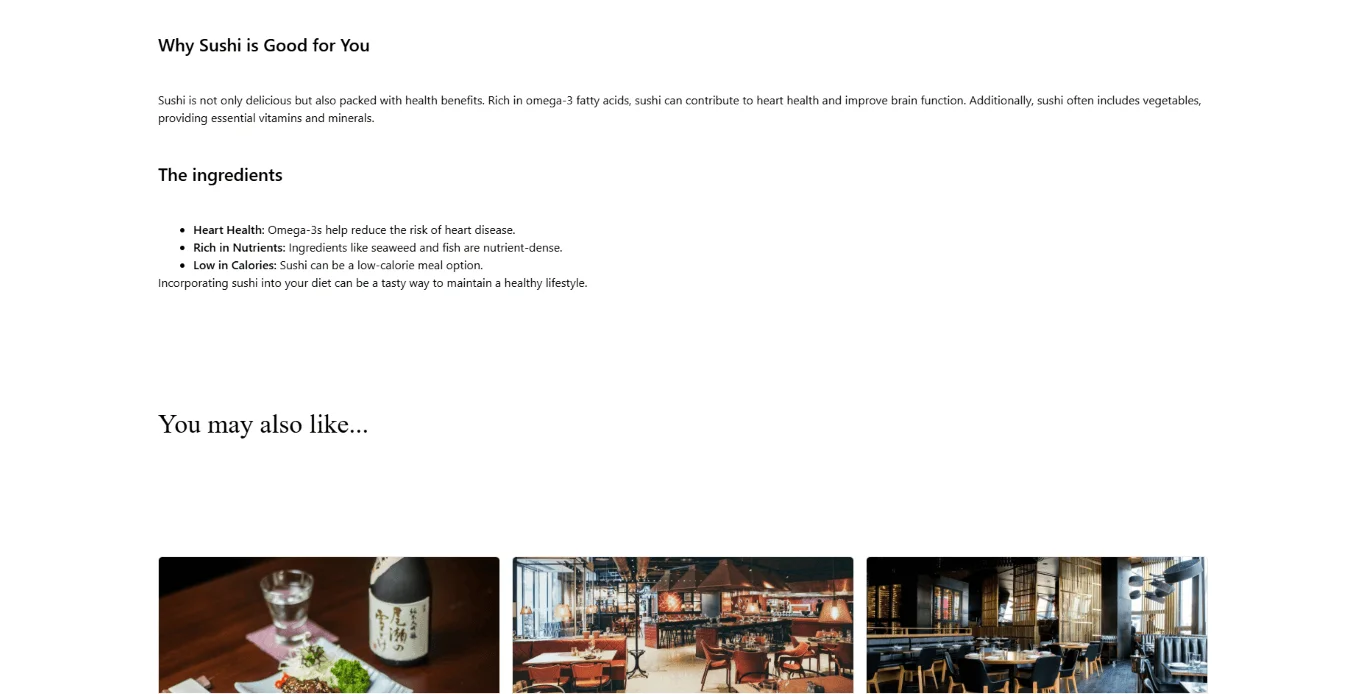 Why Sushi is Good for You
Sushi is not only delicious but also packed with health benefits. Rich in omega-3 fatty acids, sushi can contribute to heart health and improve brain function. Additionally, sushi often includes vegetables,
providing essential vitamins and minerals.
The ingredients
Heart Health: Omega-3s help reduce the risk of heart disease.
Rich in Nutrients: Ingredients like seaweed and fish are nutrient-dense.
Low in Calories: Sushi can be a low-calorie meal option.
Incorporating sushi into your diet can be a tasty way to maintain a healthy lifestyle.
You may also like...